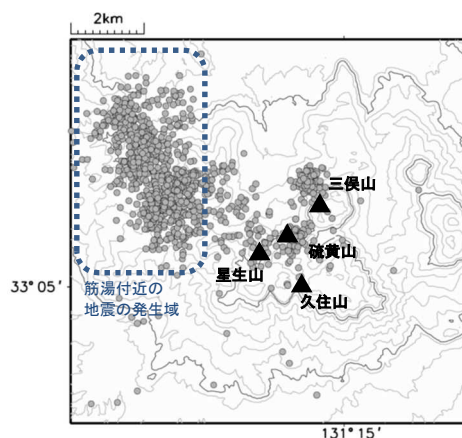 2km
三俣山
硫黄山
星生山
久住山
筋湯付近の
地震の発生域
33°05'
131°15'